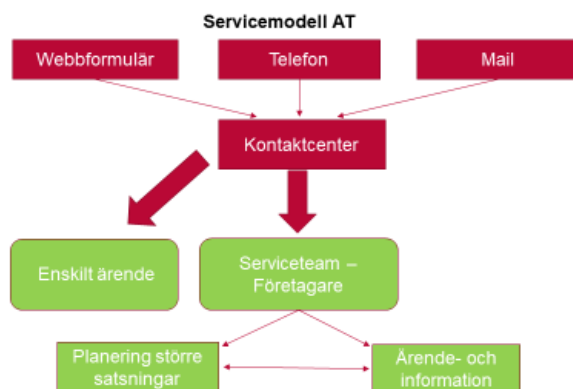 Servicemodell AT
Webbformulär
Telefon
Mail
Kontaktcenter
Enskilt ärende
Serviceteam –
Företagare
Planering större
satsningar
Ärende- och
information